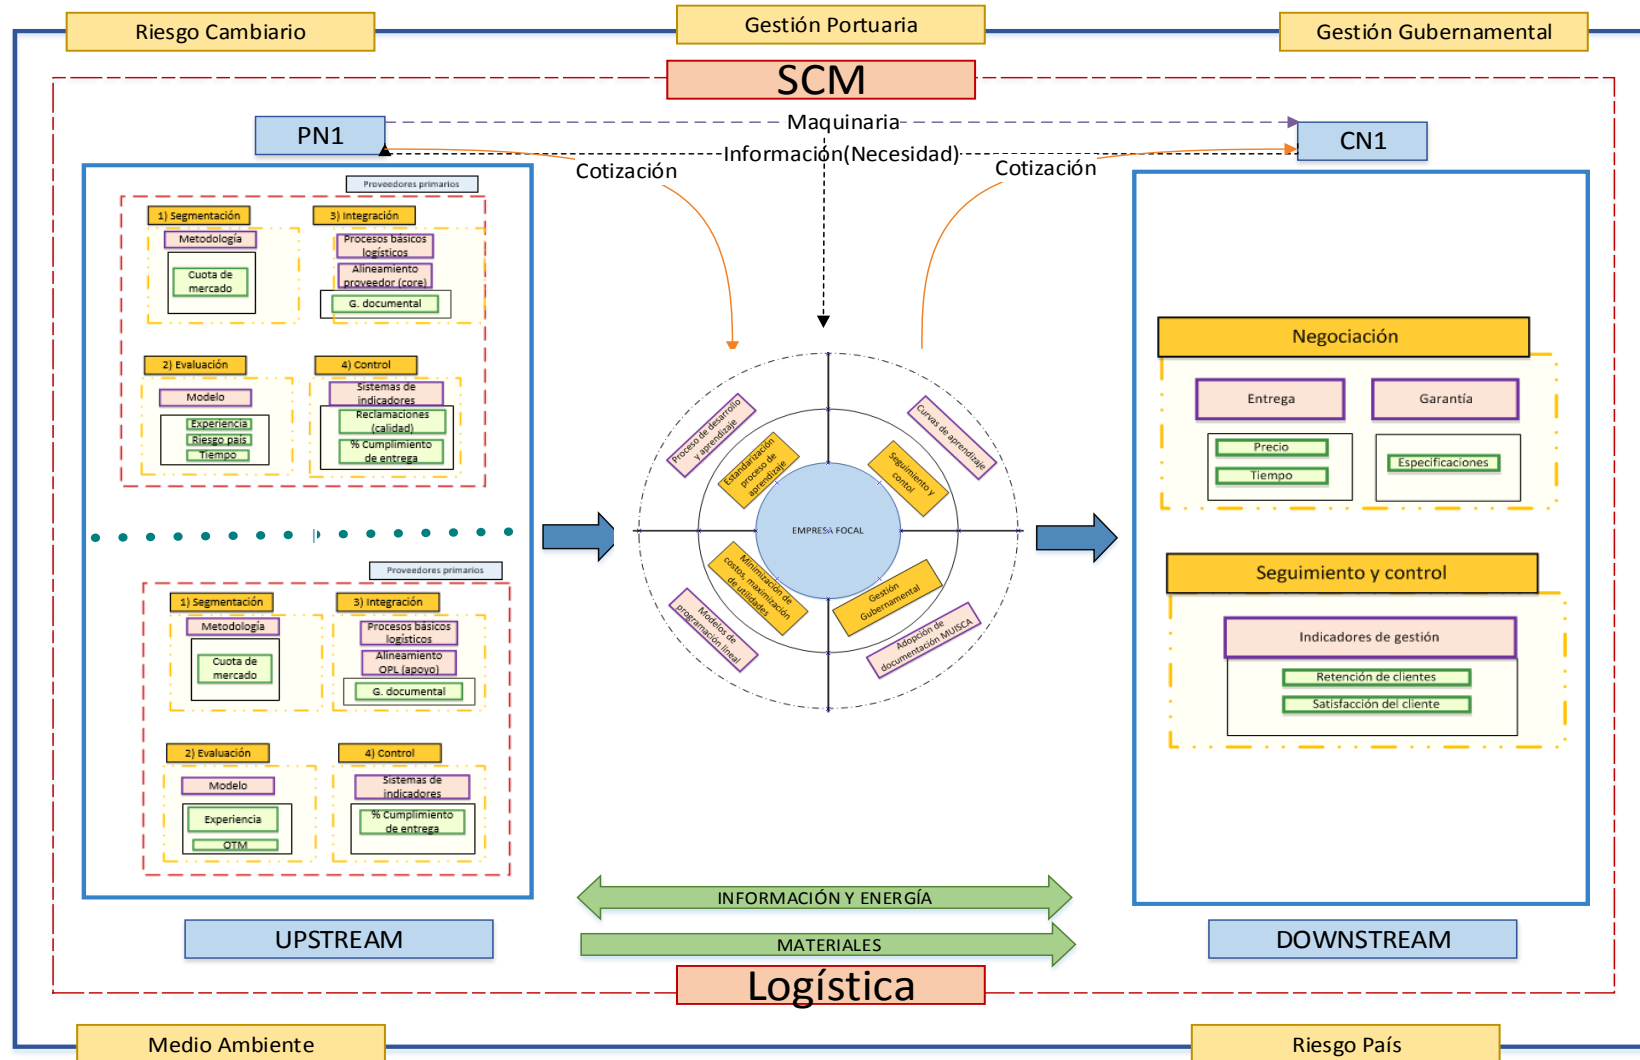 Riesgo Cambiario
Gestión Portuaria
Gestión Gubernamental
SCM
PN1
Maquinaria
CN1
Información(Necesidad)
Cotización
Cotización
Proveedores primarios
1) Segmentación
Metodología
Cuota de
mercado
3) Integración
Procesos básicos
logísticos
Alineamiento
proveedor (core)
G. documental
2) Evaluación
Modelo
Experiencia
Riesgo país
Tiempo
4) Control
Sistemas de
indicadores
Reclamaciones
(calidad)
% Cumplimiento
de entrega
Proveedores primarios
1) Segmentación
Metodología
Cuota de
mercado
3) Integración
Procesos básicos
logísticos
Alineamiento
OPL (apoyo)
G. documental
2) Evaluación
Modelo
Experiencia
OTM
4) Control
Sistemas de
indicadores
% Cumplimiento
de entrega
Proceso de desarrollo
y aprendizaje
Estandarización
proceso de
aprendizaje
Curvas de aprendizaje
Seguimiento y
contol
EMPRESA FOCAL
Minimización de
costos, maximización
de utilidades
Modelos de
programación lineal
Gestión
Gubernamental
Adopción de
documentación MUISCA
Negociación
Entrega
Precio
Tiempo
Garantía
Especificaciones
Seguimiento y control
Indicadores de gestión
Retención de clientes
Satisfacción del cliente
INFORMACIÓN Y ENERGÍA
MATERIALES
UPSTREAM
DOWNSTREAM
Logística
Medio Ambiente
Riesgo País